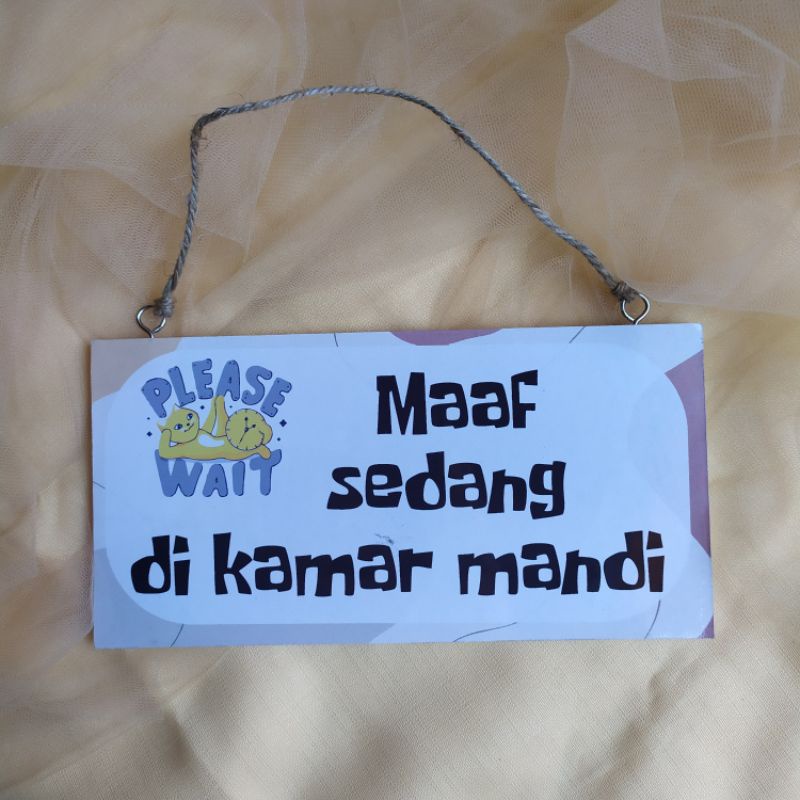 PLEASE
WAIT
Maaf
sedang
di kamar mandi